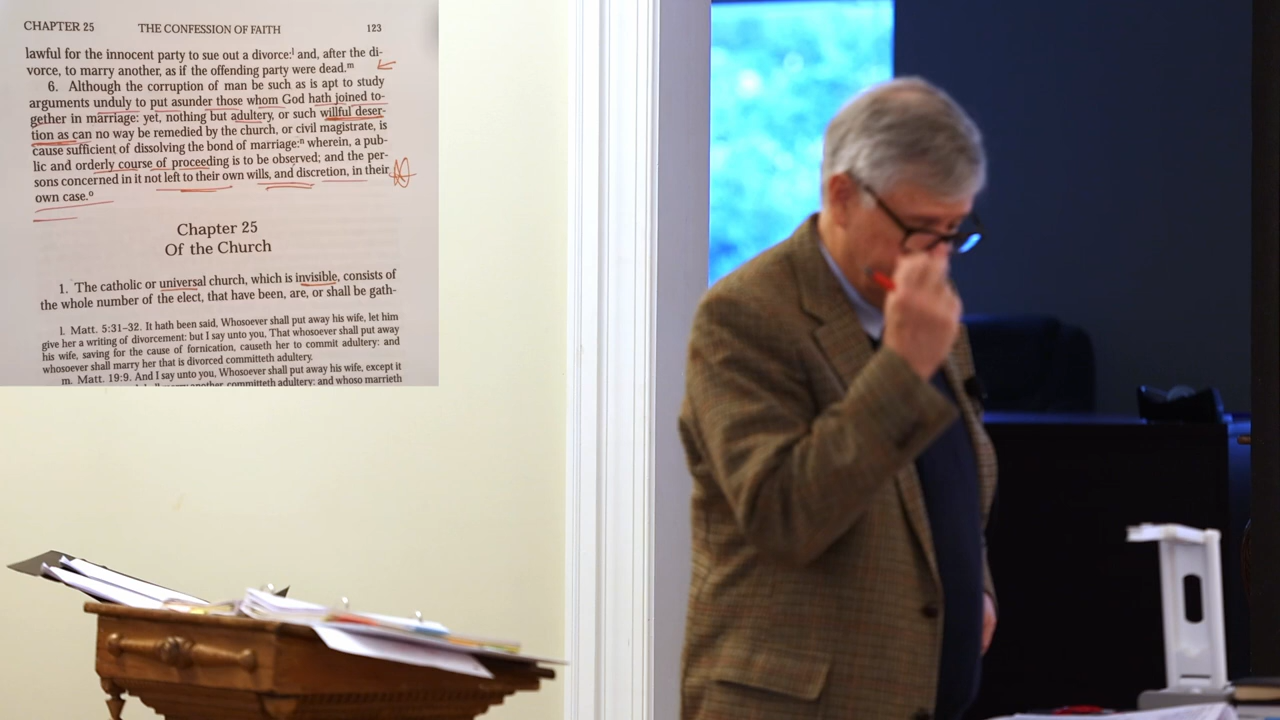 CHAPTER 25 THE CONFESSION OF FAITH 123
lawful for the innocent party to sue out a divorce:l and, after the di-
vorce, to marry another, as if the offending party were dead.m
6. Although the corruption of man be such as is apt to study
arguments unduly to put asunder those whom God hath joined to-
gether in marriage: yet, nothing but adultery, or such willful deser-
tion as can no way be remedied by the church, or civil magistrate, is
cause sufficient of dissolving the bond of marriage:n wherein, a pub-
lic and orderly course of proceeding is to be observed; and the per-
sons concerned in it not left to their own wills, and discretion, in their
own case.o
Chapter 25
Of the Church
1. The catholic or universal church, which is invisible, consists of
the whole number of the elect, that have been, are, or shall be gath-
l. Matt. 5:31–32. It hath been said, Whosoever shall put away his wife, let him
give her a writing of divorcement: but I say unto you, That whosoever shall put away
his wife, saving for the cause of fornication, causeth her to commit adultery: and
whosoever shall marry her that is divorced committeth adultery.
m. Matt. 19:9. And I say unto you, Whosoever shall put away his wife, except it
another committeth adultery: and whoso marrieth